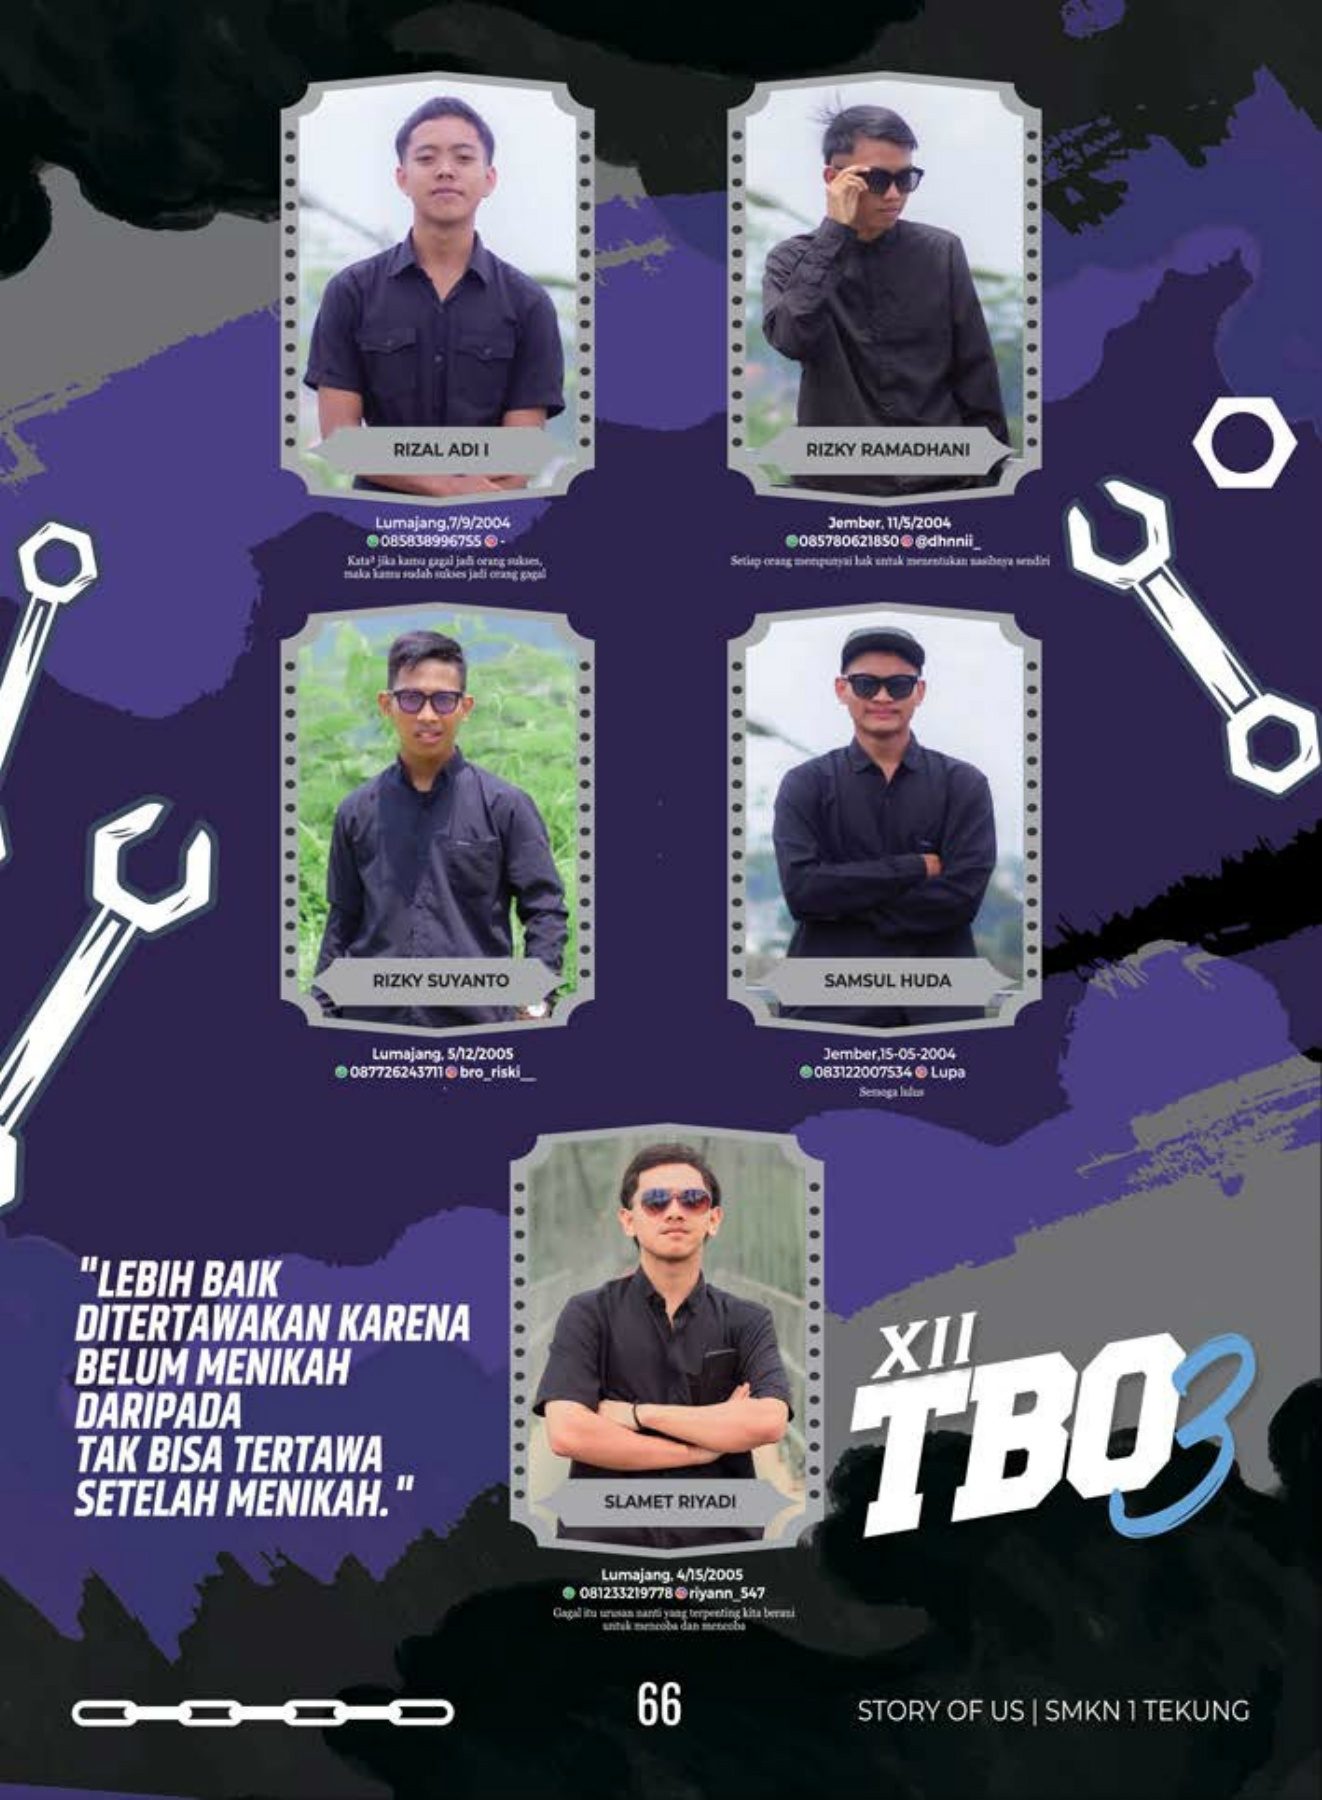 RIZAL ADI I
Lumajang,7/9/2004
085838996755 -
Kata² jika kamu gagal jadi orang sukses,
maka kamu sudah sukses jadi orang gagal
RIZKY RAMADHANI
Jember, 11/5/2004
085780621850 @dhnnii_
Setiap orang mempunyai hak untuk menentukan nasibnya sendiri
RIZKY SUYANTO
Lumajang, 5/12/2005
087726243711 bro_riski__
SAMSUL HUDA
Jember,15-05-2004
083122007534 Lupa
Semoga lulus
"LEBIH BAIK
DITERTAWAKAN KARENA
BELUM MENIKAH
DARIPADA
TAK BISA TERTAWA
SETELAH MENIKAH."
SLAMET RIYADI
Lumajang, 4/15/2005
081233219778 riyann_547
Gagal itu urusan nanti yang terpenting kita berani
untuk mencoba dan mencoba
XII
TBO3
66
STORY OF US | SMKN 1 TEKUNG